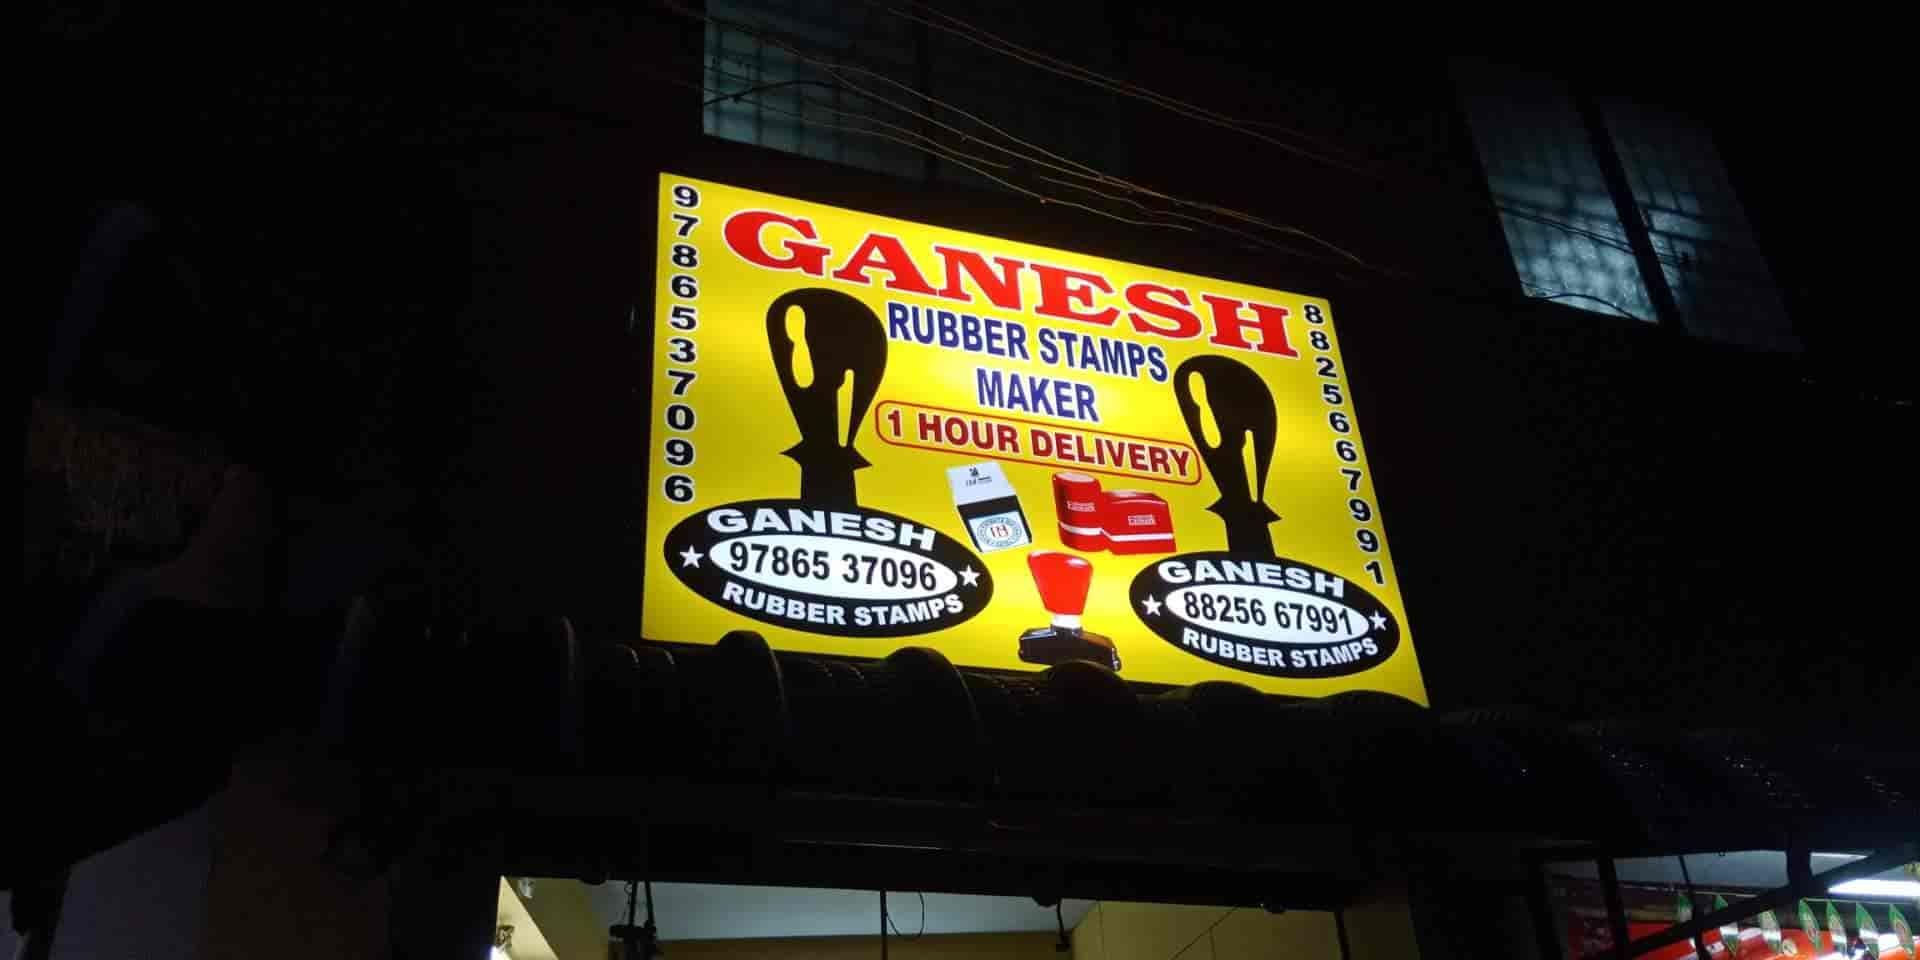 9786537096
GANESH
RUBBER STAMPS
MAKER
1 HOUR DELIVERY
8825667991
GANESH
97865 37096
RUBBER STAMPS
GANESH
88256 67991
RUBBER STAMPS